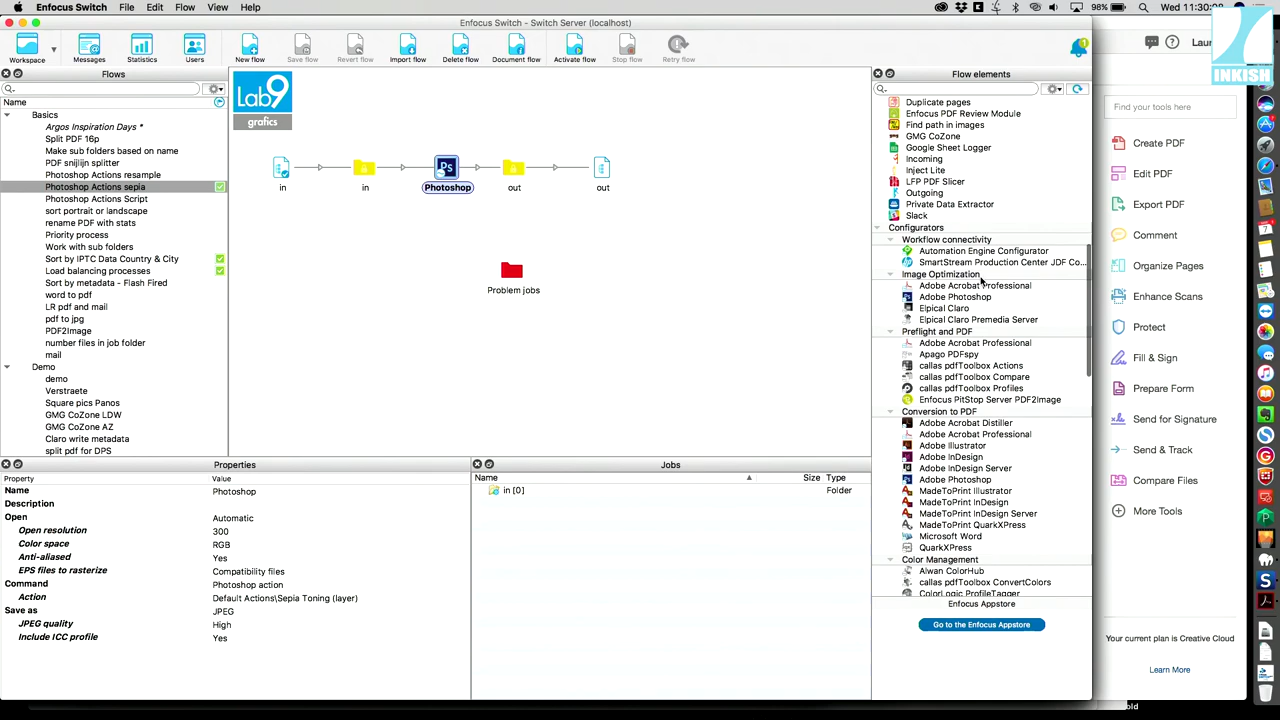 Enfocus Switch File Edit Flow View Help
98% Wed 11:30:08
Enfocus Switch - Switch Server (localhost)
Workspace Messages Statistics Users New flow Save flow Revert flow Import flow Delete flow Document flow Activate flow Stop flow Retry flow
1
Lau
INKISH
Flows
Name
Basics
Argos Inspiration Days *
Split PDF 16p
Make sub folders based on name
PDF snijlijn splitter
Photoshop Actions resample
Photoshop Actions sepia
Photoshop Actions Script
sort portrait or landscape
rename PDF with stats
Priority process
Work with sub folders
Sort by IPTC Data Country & City
Load balancing processes
Sort by metadata - Flash Fired
word to pdf
LR pdf and mail
pdf to jpg
PDF2Image
number files in job folder
mail
Demo
demo
Verstraete
Square pics Panos
GMG CoZone LDW
GMG CoZone AZ
Claro write metadata
split pdf for DPS
Lab9
grafics
in in Photoshop out out
Problem jobs
Flow elements
Duplicate pages
Enfocus PDF Review Module
Find path in images
GMG CoZone
Google Sheet Logger
Incoming
Inject Lite
LFP PDF Slicer
Outgoing
Private Data Extractor
Slack
Configurators
Workflow connectivity
Automation Engine Configurator
SmartStream Production Center JDF Co...
Image Optimization
Adobe Acrobat Professional
Adobe Photoshop
Elpical Claro
Elpical Claro Premedia Server
Preflight and PDF
Adobe Acrobat Professional
Apago PDFspy
callas pdfToolbox Actions
callas pdfToolbox Compare
callas pdfToolbox Profiles
Enfocus PitStop Server PDF2Image
Conversion to PDF
Adobe Acrobat Distiller
Adobe Acrobat Professional
Adobe Illustrator
Adobe InDesign
Adobe InDesign Server
Adobe Photoshop
MadeToPrint Illustrator
MadeToPrint InDesign
MadeToPrint InDesign Server
MadeToPrint QuarkXPress
Microsoft Word
QuarkXPress
Color Management
Alwan ColorHub
callas pdfToolbox ConvertColors
ColorLogic ProfileTagger
Enfocus Appstore
Go to the Enfocus Appstore
Properties
Property Value
Name Photoshop
Description
Open Automatic
Open resolution 300
Color space RGB
Anti-aliased Yes
EPS files to rasterize Compatibility files
Command Photoshop action
Action Default Actions\Sepia Toning (layer)
Save as JPEG
JPEG quality High
Include ICC profile Yes
Jobs
Name Size Type
in [0] Folder
Find your tools here
Create PDF
Edit PDF
Export PDF
Comment
Organize Pages
Enhance Scans
Protect
Fill & Sign
Prepare Form
Send for Signature
Send & Track
Compare Files
More Tools
Your current plan is Creative Cloud
Learn More
old